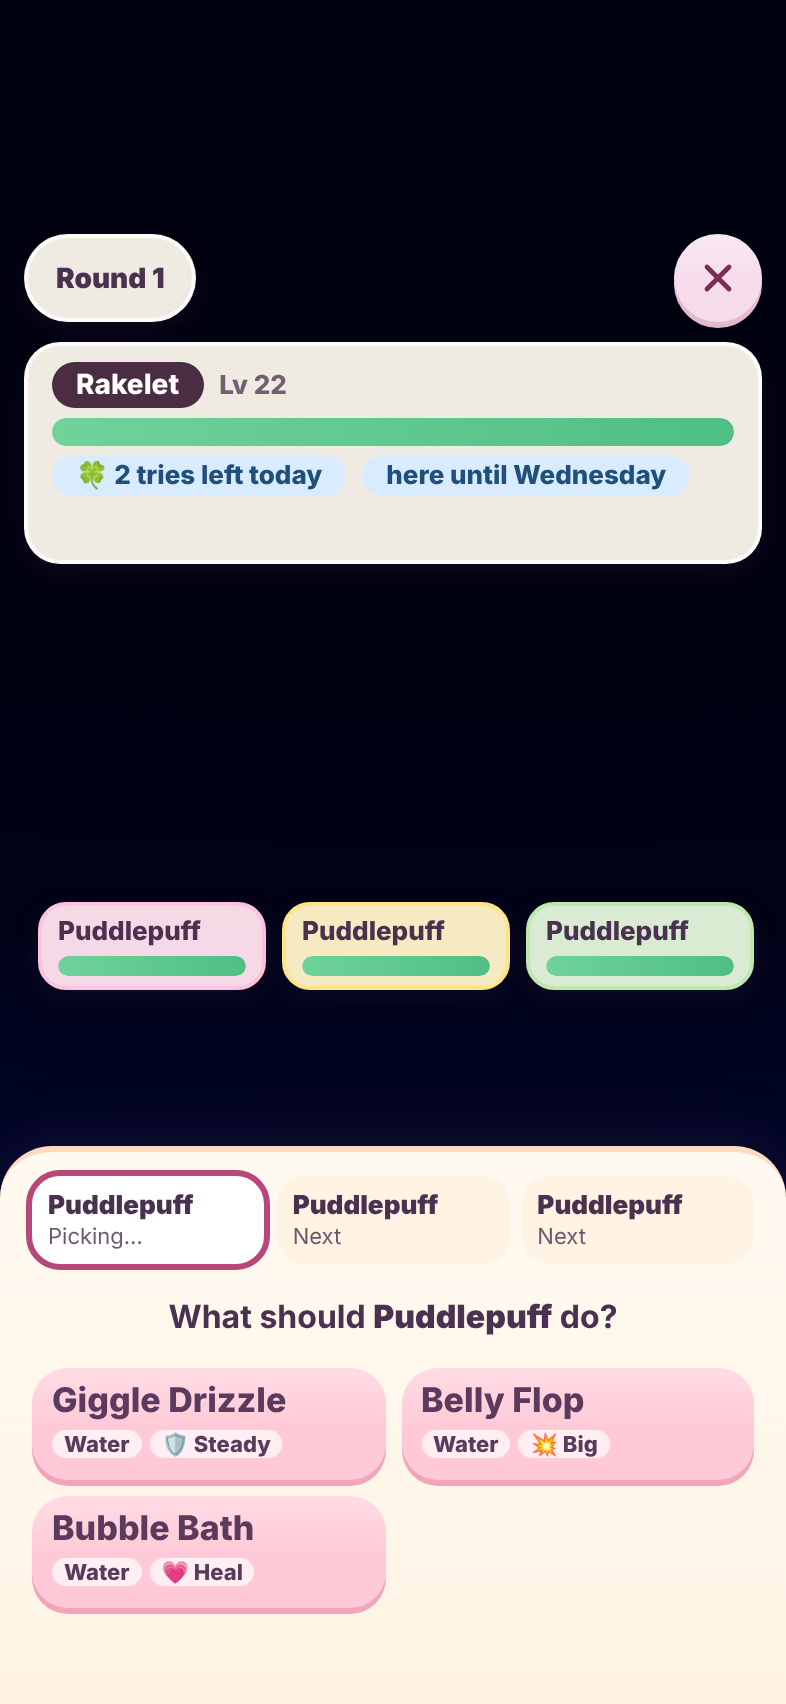 Round 1
Rakelet Lv 22
🍀 2 tries left today here until Wednesday
Puddlepuff Puddlepuff Puddlepuff
Puddlepuff Puddlepuff Puddlepuff
Picking... Next Next
What should Puddlepuff do?
Giggle Drizzle Belly Flop
Water 🛡️ Steady Water 💥 Big
Bubble Bath
Water 💗 Heal